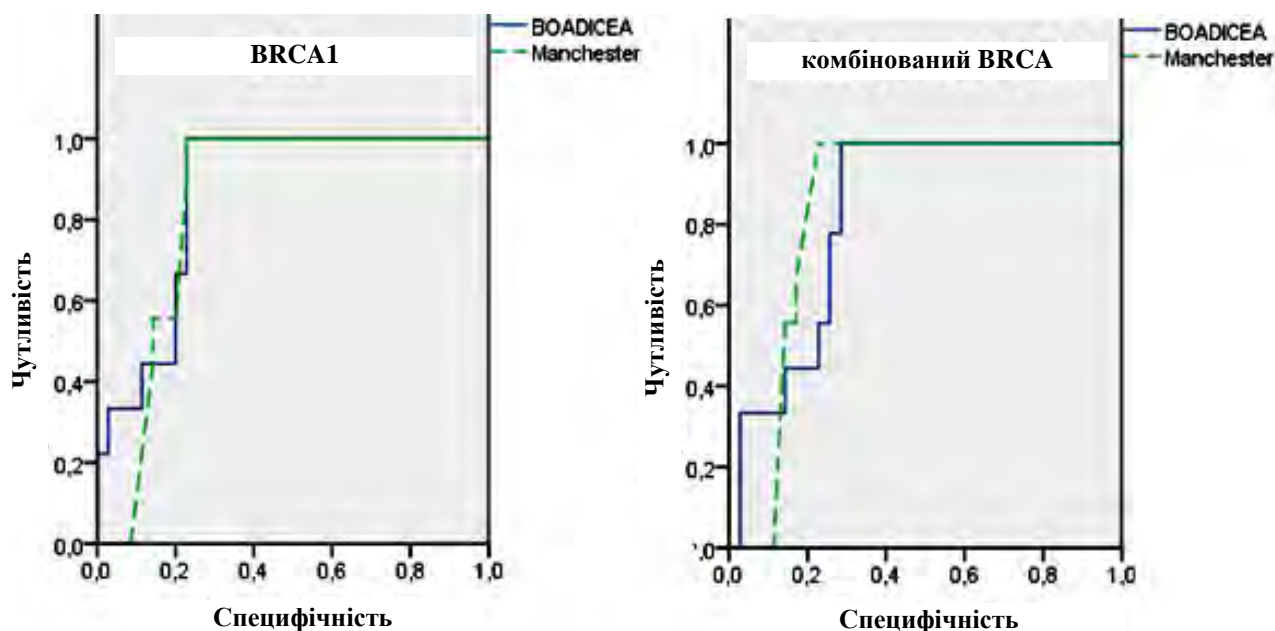 BRCA1
BOADICEA
Manchester
1,0
0,8
0,6
0,4
0,2
0,0
0,0 0,2 0,4 0,6 0,8 1,0
Чутливість
Специфічність
комбінований BRCA
BOADICEA
Manchester
1,0
0,8
0,6
0,4
0,2
,0
0,0 0,2 0,4 0,6 0,8 1,0
Чутливість
Специфічність